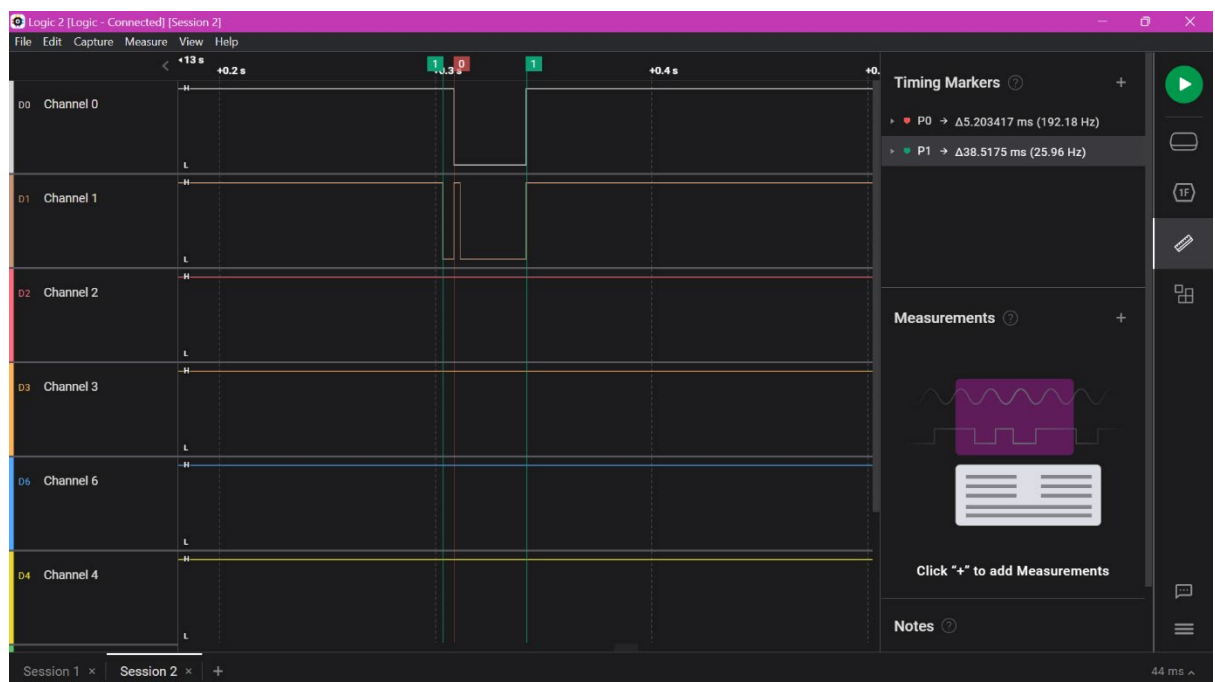 Logic 2 [Logic - Connected] [Session 2]
File Edit Capture Measure View Help
13 s
+0.2 s
1
0
1
+0.4 s
+0.
D0 Channel 0
H
L
D1 Channel 1
H
L
D2 Channel 2
H
L
D3 Channel 3
H
L
D6 Channel 6
H
L
D4 Channel 4
H
L
Timing Markers ?
P0 → Δ5.203417 ms (192.18 Hz)
P1 → Δ38.5175 ms (25.96 Hz)
1F
Measurements ?
Click "+" to add Measurements
Notes ?
Session 1 × Session 2 × +
44 ms